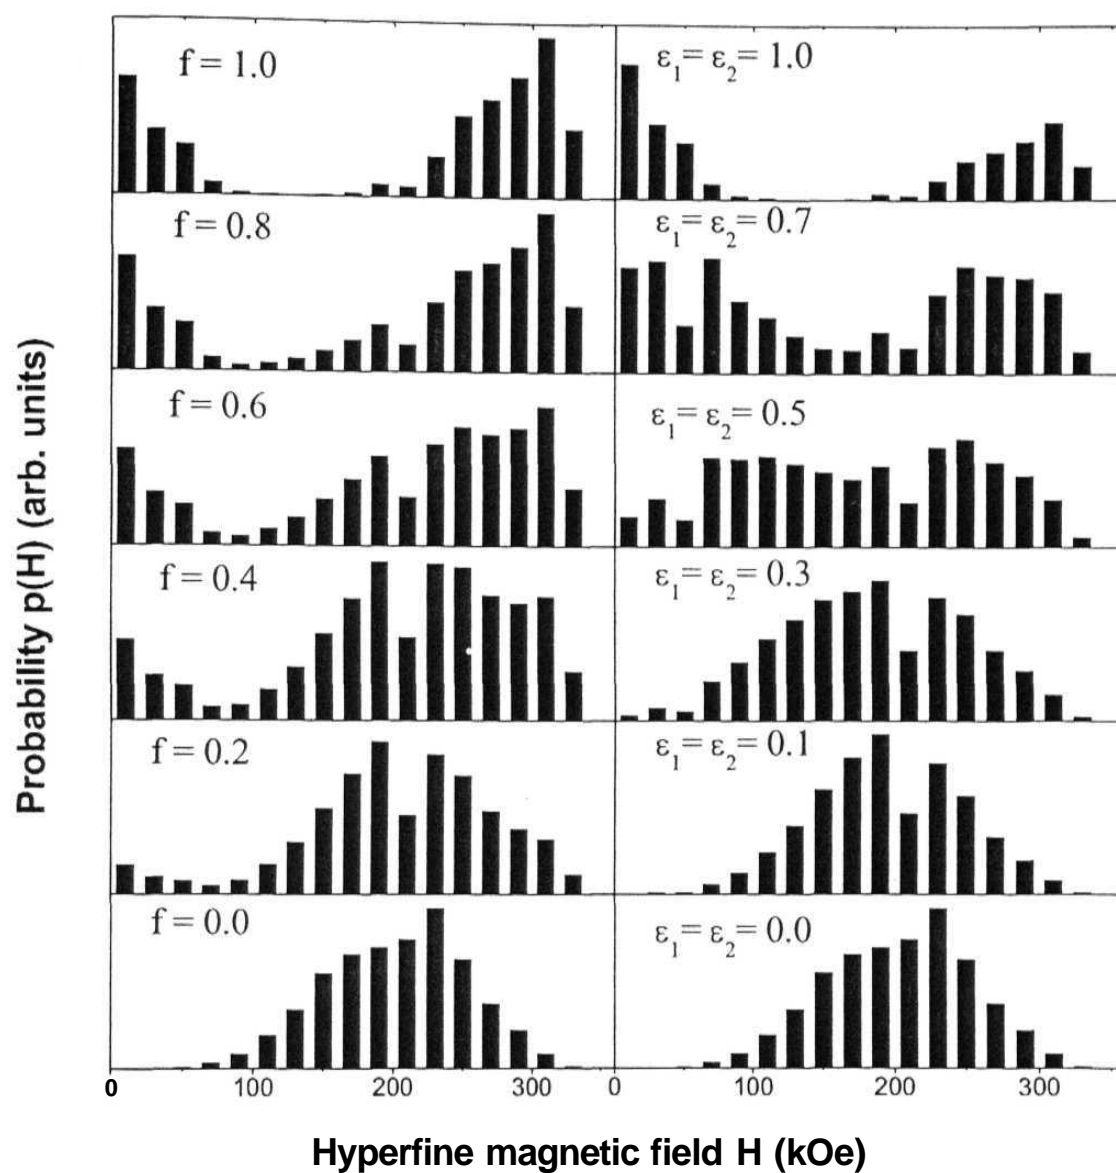 f = 1.0
ε1 = ε2 = 1.0
f = 0.8
ε1 = ε2 = 0.7
f = 0.6
ε1 = ε2 = 0.5
f = 0.4
ε1 = ε2 = 0.3
f = 0.2
ε1 = ε2 = 0.1
f = 0.0
ε1 = ε2 = 0.0
Probability p(H) (arb. units)
0 100 200 300 0 100 200 300
Hyperfine magnetic field H (kOe)